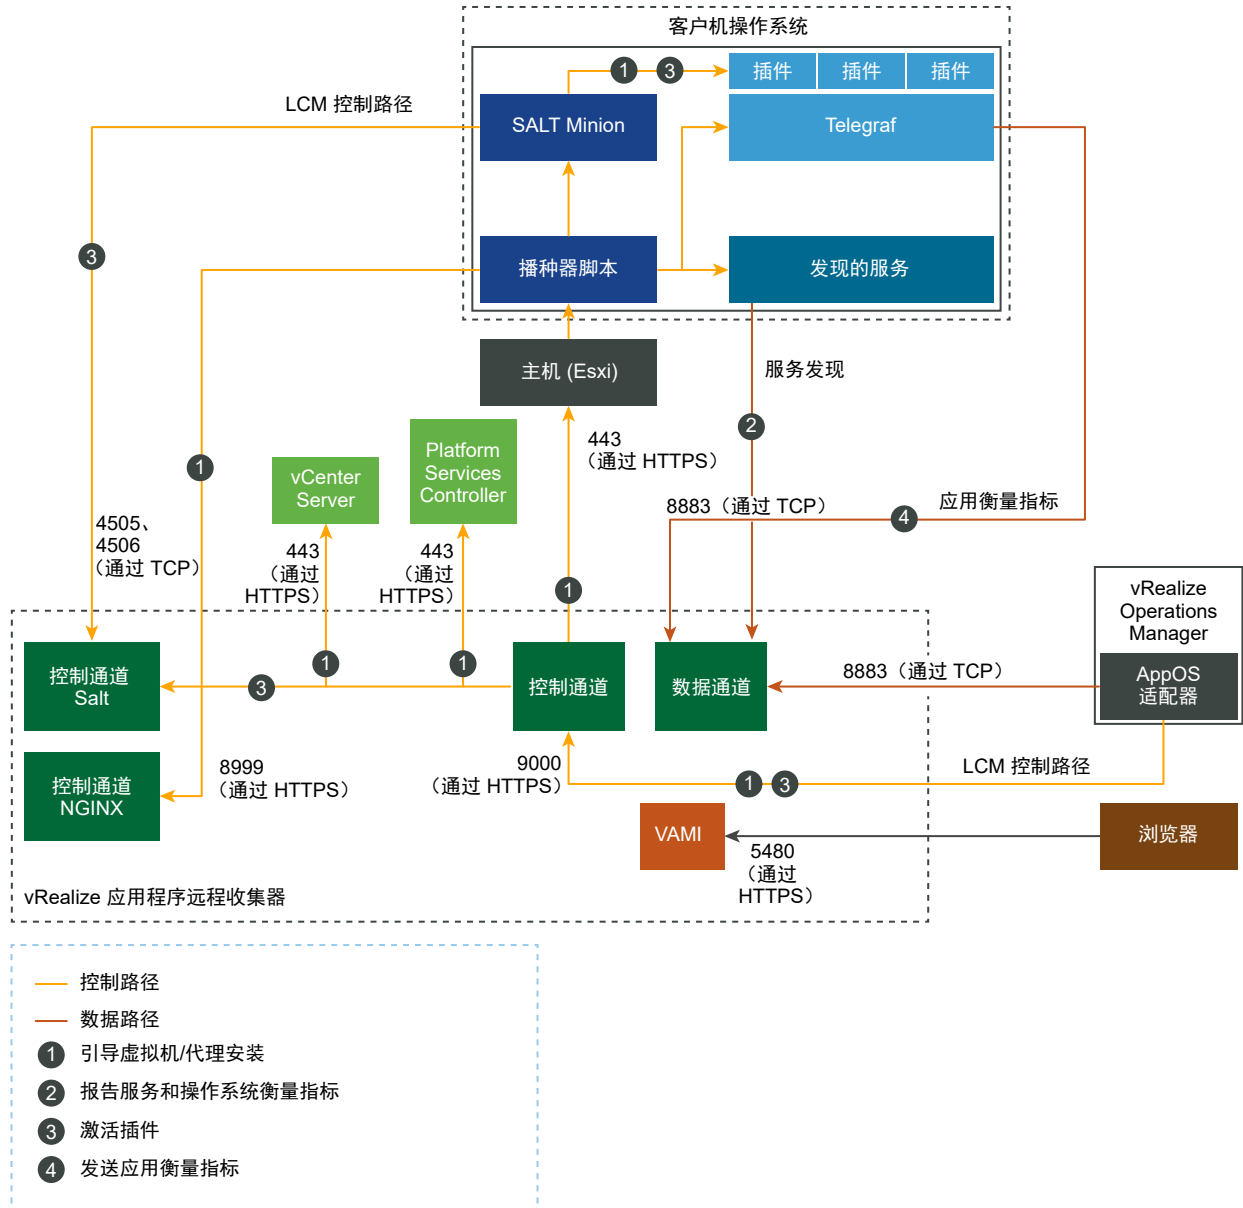 客户机操作系统
1
3
插件
插件
插件
LCM 控制路径
SALT Minion
Telegraf
3
播种器脚本
发现的服务
主机 (Esxi)
服务发现
2
1
vCenter
Server
Platform
Services
Controller
443
（通过 HTTPS）
8883（通过 TCP）
4
应用衡量指标
4505、
4506
（通过 TCP）
443
（通过
HTTPS）
443
（通过
HTTPS）
1
vRealize
Operations
Manager
AppOS
适配器
控制通道
Salt
3
1
1
控制通道
数据通道
8883（通过 TCP）
控制通道
NGINX
8999
（通过 HTTPS）
9000
（通过 HTTPS）
1
3
LCM 控制路径
VAMI
5480
（通过
HTTPS）
浏览器
vRealize 应用程序远程收集器
控制路径
数据路径
1 引导虚拟机/代理安装
2 报告服务和操作系统衡量指标
3 激活插件
4 发送应用衡量指标